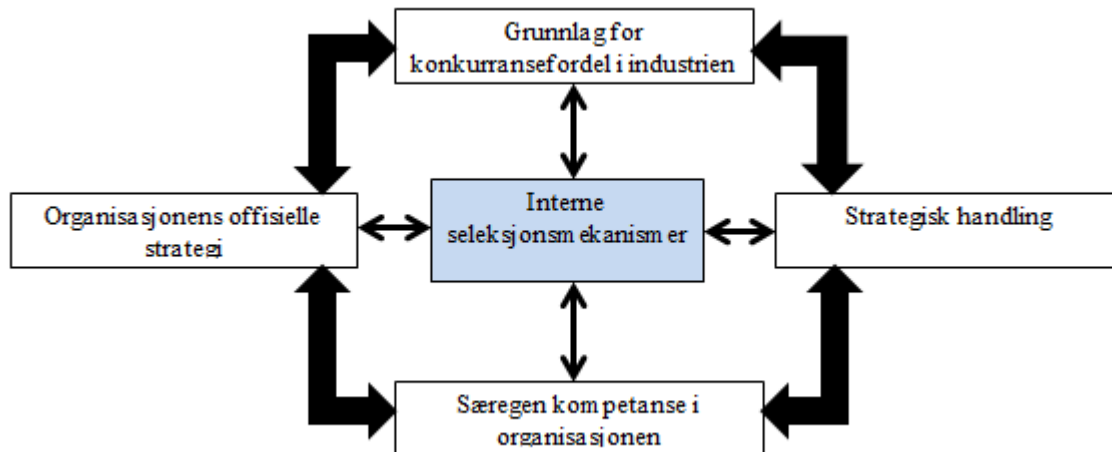 Grunnlag for
konkurransefordel i industrien
Organisasjonens offisielle
strategi
Interne
seleksjonsmekanismer
Strategisk handling
Særegen kompetanse i
organisasjonen